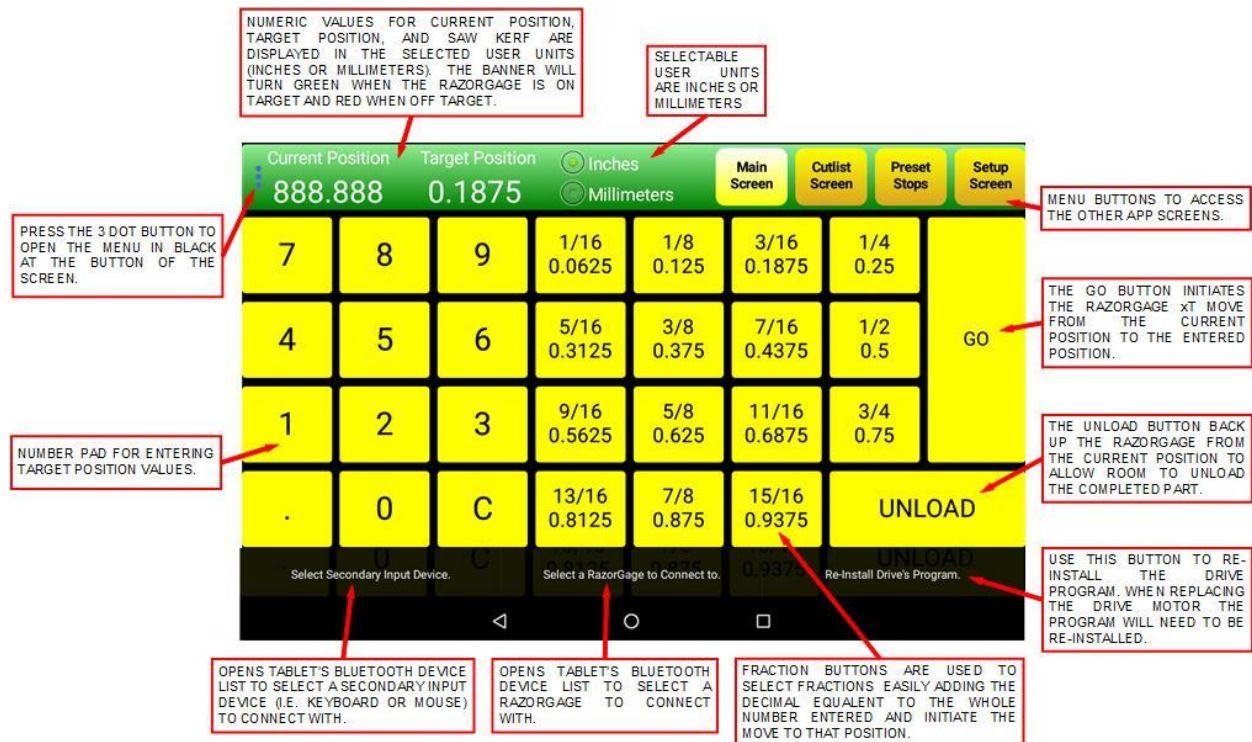 NUMERIC VALUES FOR CURRENT POSITION,
TARGET POSITION, AND SAW KERF ARE
DISPLAYED IN THE SELECTED USER UNITS
(INCHES OR MILLIMETERS). THE BANNER WILL
TURN GREEN WHEN THE RAZORGAGE IS ON
TARGET AND RED WHEN OFF TARGET.
SELECTABLE
USER UNITS
ARE INCHES OR
MILLIMETERS
Current Position Target Position Inches
888.888 0.1875 Millimeters
Main
Screen
Cutlist
Screen
Preset
Stops
Setup
Screen
MENU BUTTONS TO ACCESS
THE OTHER APP SCREENS.
PRESS THE 3 DOT BUTTON TO
OPEN THE MENU IN BLACK
AT THE BUTTON OF THE
SCREEN.
7 8 9 1/16 1/8 3/16 1/4
0.0625 0.125 0.1875 0.25
THE GO BUTTON INITIATES
THE RAZORGAGE xT MOVE
FROM THE CURRENT
POSITION TO THE ENTERED
POSITION.
4 5 6 5/16 3/8 7/16 1/2 GO
0.3125 0.375 0.4375 0.5
1 2 3 9/16 5/8 11/16 3/4
0.5625 0.625 0.6875 0.75
NUMBER PAD FOR ENTERING
TARGET POSITION VALUES.
THE UNLOAD BUTTON BACK
UP THE RAZORGAGE FROM
THE CURRENT POSITION TO
ALLOW ROOM TO UNLOAD
THE COMPLETED PART.
. 0 C 13/16 7/8 15/16 UNLOAD
0.8125 0.875 0.9375
. 0 C 0.8125 0.875 0.9375 UNLOAD
Select Secondary Input Device. Select a RazorGage to Connect to. Re-Install Drive's Program.
USE THIS BUTTON TO RE-
INSTALL THE DRIVE
PROGRAM. WHEN REPLACING
THE DRIVE MOTOR THE
PROGRAM WILL NEED TO BE
RE-INSTALLED.
OPENS TABLET'S BLUETOOTH DEVICE
LIST TO SELECT A SECONDARY INPUT
DEVICE (I.E. KEYBOARD OR MOUSE)
TO CONNECT WITH.
OPENS TABLET'S BLUETOOTH
DEVICE LIST TO SELECT A
RAZORGAGE TO CONNECT
WITH.
FRACTION BUTTONS ARE USED TO
SELECT FRACTIONS EASILY ADDING THE
DECIMAL EQUALENT TO THE WHOLE
NUMBER ENTERED AND INITIATE THE
MOVE TO THAT POSITION.